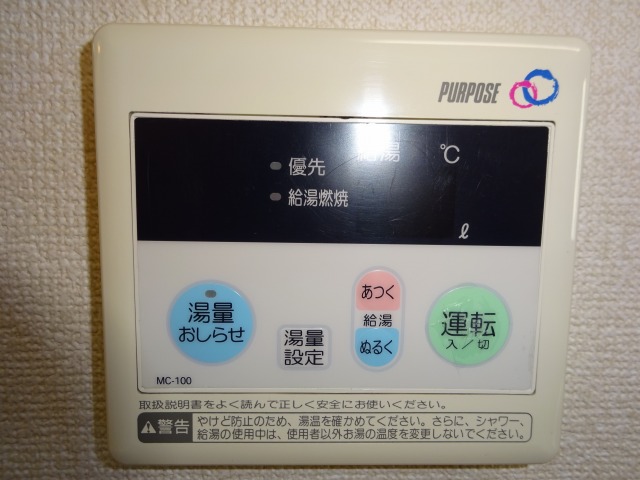 PURPOSE
給湯 ℃
優先
給湯燃焼
ℓ
湯量
おしらせ
湯量
設定
あつく
給湯
ぬるく
運転
入/切
MC-100
取扱説明書をよく読んで正しく安全にお使いください。
警告
やけど防止のため、湯温を確かめてください。さらに、シャワー、
給湯の使用中は、使用者以外お湯の温度を変更しないでください。